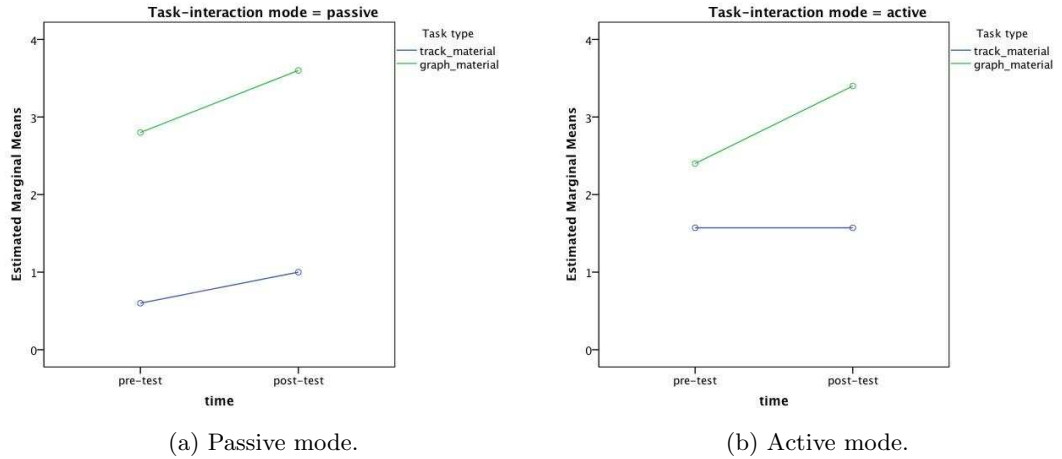 Task-interaction mode = passive
Task type
track_material
graph_material
Estimated Marginal Means
4
3
2
1
0
pre-test
post-test
time
(a) Passive mode.
Task-interaction mode = active
Task type
track_material
graph_material
Estimated Marginal Means
4
3
2
1
0
pre-test
post-test
time
(b) Active mode.